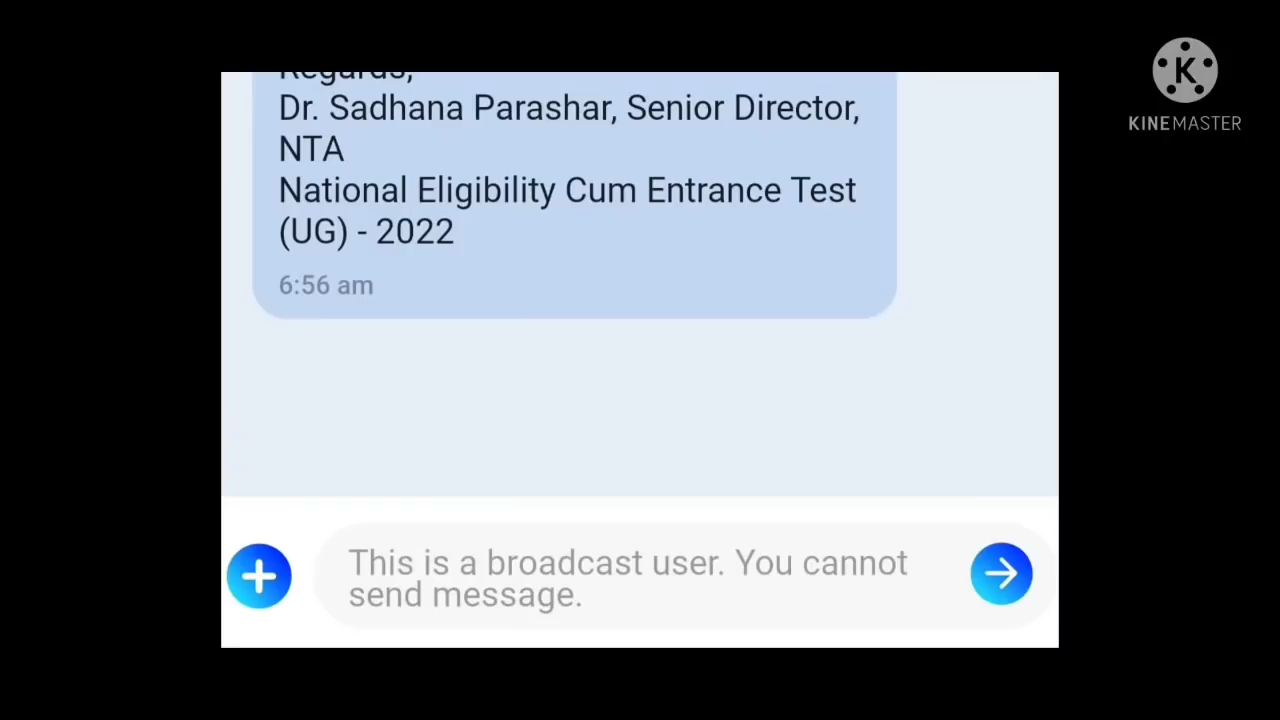 Regards,
Dr. Sadhana Parashar, Senior Director,
NTA
National Eligibility Cum Entrance Test
(UG) - 2022
6:56 am
This is a broadcast user. You cannot
send message.
K
KINEMASTER